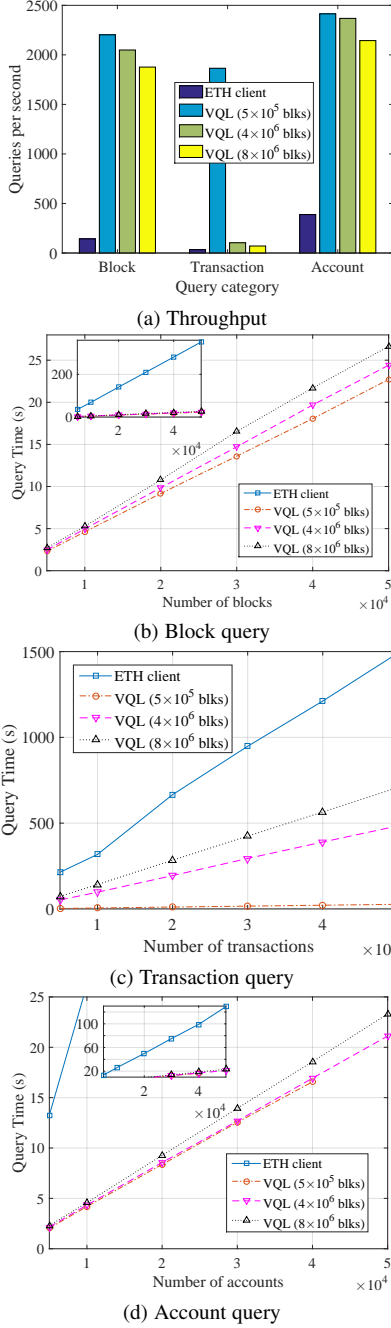 2500
2000
1500
1000
500
0
Queries per second
ETH client
VQL (5×10⁵ blks)
VQL (4×10⁶ blks)
VQL (8×10⁶ blks)
Block Transaction Account
Query category
(a) Throughput
25
20
15
10
5
0
Query Time (s)
200
0
2 4
×10⁴
ETH client
VQL (5×10⁵ blks)
VQL (4×10⁶ blks)
VQL (8×10⁶ blks)
1 2 3 4 5
Number of blocks
×10⁴
(b) Block query
1500
1000
500
0
Query Time (s)
ETH client
VQL (5×10⁵ blks)
VQL (4×10⁶ blks)
VQL (8×10⁶ blks)
1 2 3 4
Number of transactions
(c) Transaction query
25
20
15
10
5
0
Query Time (s)
100
60
20
2 4
×10⁴
ETH client
VQL (5×10⁵ blks)
VQL (4×10⁶ blks)
VQL (8×10⁶ blks)
1 2 3 4 5
Number of accounts
×10⁴
(d) Account query